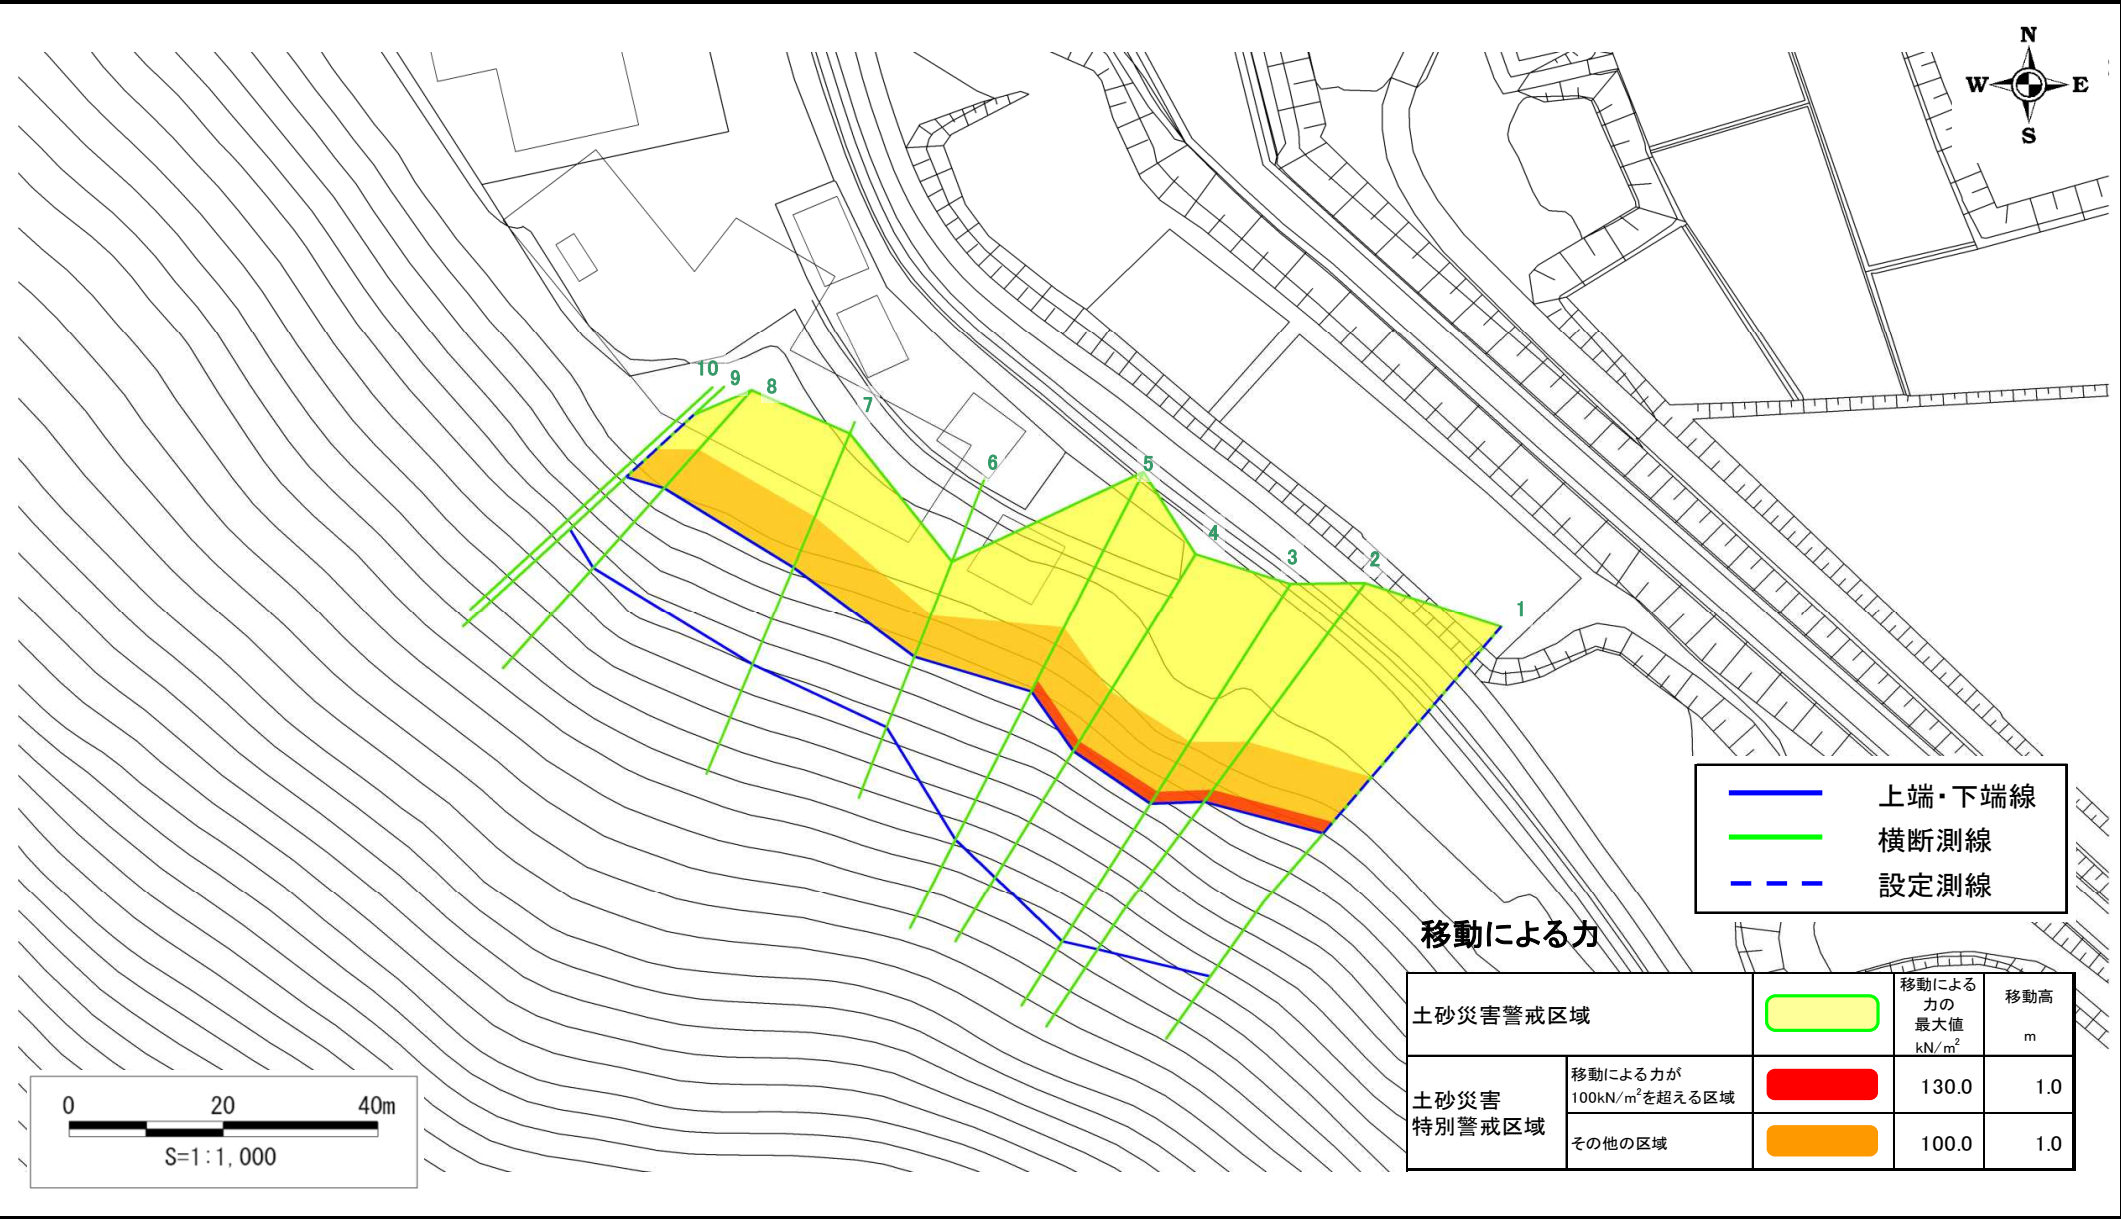 N
W E
S
10
9
8
7
6
5
4
3
2
1
上端・下端線
横断測線
設定測線
移動による力
土砂災害警戒区域
移動による
力の
最大値
kN/m²
移動高
m
土砂災害
特別警戒区域
移動による力が
100kN/m²を超える区域
130.0 1.0
その他の区域
100.0 1.0
0 20 40m
S=1:1,000